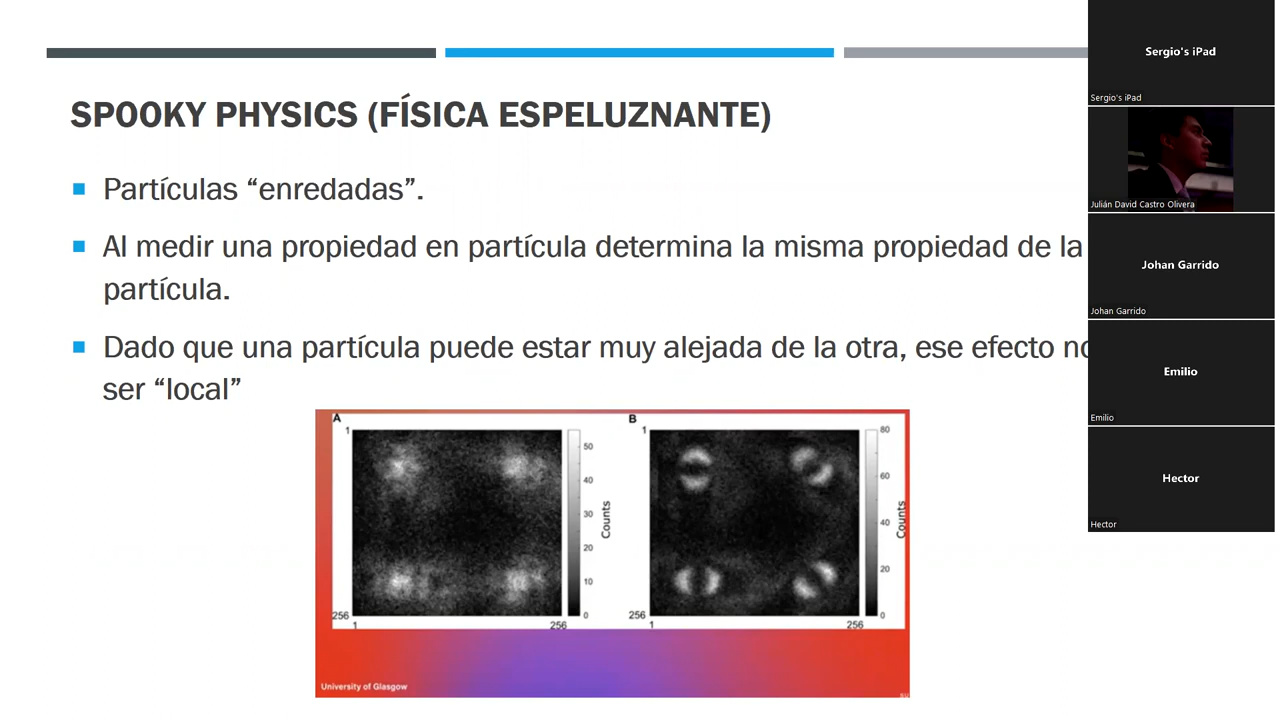 SPOOKY PHYSICS (FÍSICA ESPELUZNANTE)
Partículas “enredadas”.
Al medir una propiedad en partícula determina la misma propiedad de la
partícula.
Dado que una partícula puede estar muy alejada de la otra, ese efecto
ser “local”
A
1
256
1
256
50
40
30
20
10
0
Counts
B
1
256
1
256
80
60
40
20
0
Counts
University of Glasgow
Sergio's iPad
Sergio's iPad
Julián David Castro Olivera
Johan Garrido
Johan Garrido
Emilio
Emilio
Hector
Hector